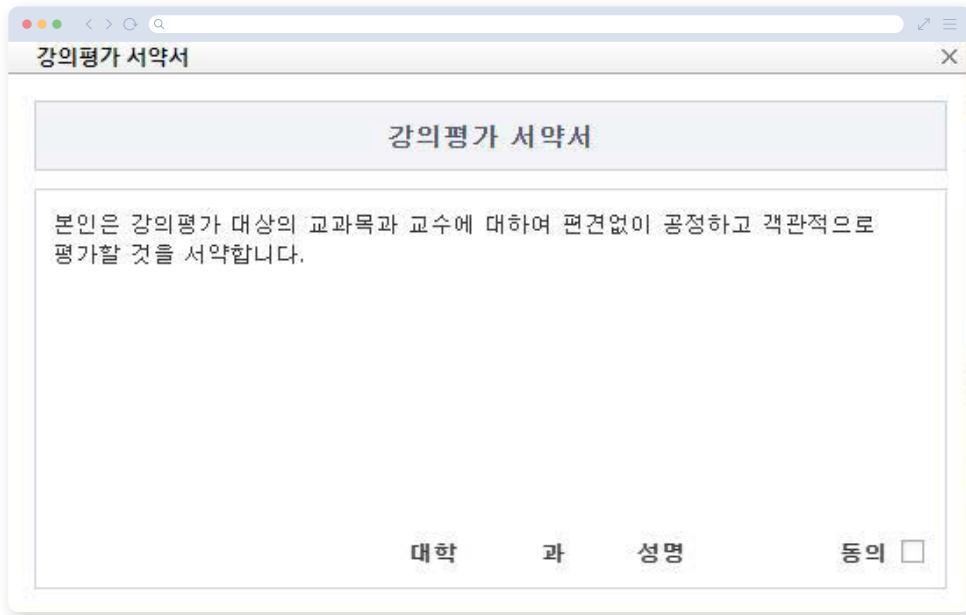 강의평가 서약서
강의평가 서약서
본인은 강의평가 대상의 교과목과 교수에 대하여 편견없이 공정하고 객관적으로
평가할 것을 서약합니다.
대학 과 성명 동의